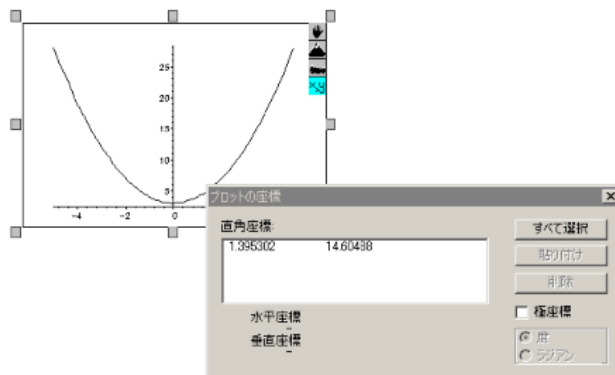 x,y
25
20
15
10
5
-4
-2
0
プロットの座標
直角座標:
1.395302 14.60488
すべて選択
貼り付け
削除
水平座標
垂直座標
極座標
度
ラジアン